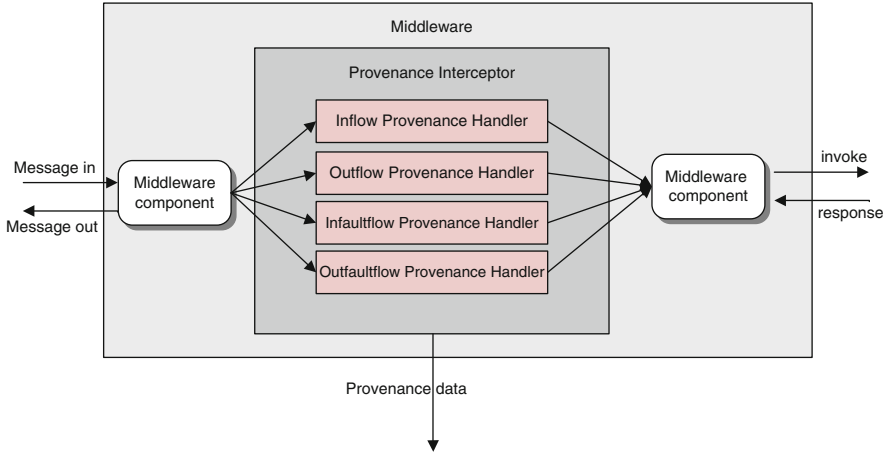 Middleware
Provenance Interceptor
Inflow Provenance Handler
Outflow Provenance Handler
Infaultflow Provenance Handler
Outfaultflow Provenance Handler
Message in
Message out
Middleware
component
Middleware
component
invoke
response
Provenance data